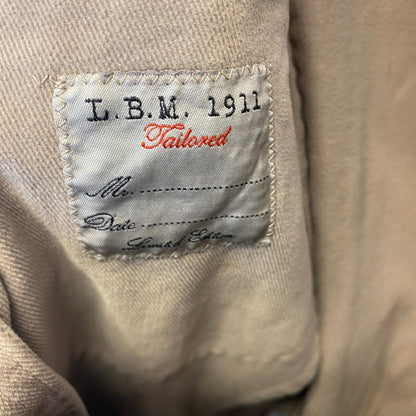 L.B.M. 1911
Tailored
Mr.
Date
Limited Edition